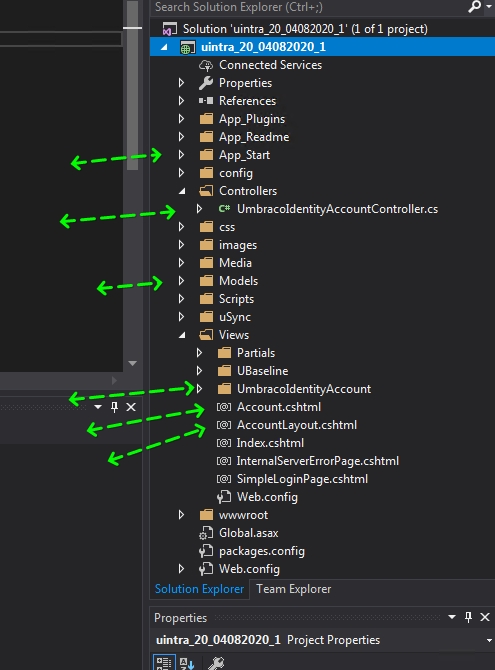 Search Solution Explorer (Ctrl+;)
Solution 'uintra_20_04082020_1' (1 of 1 project)
uintra_20_04082020_1
Connected Services
Properties
References
App_Plugins
App_Readme
App_Start
config
Controllers
C# UmbracoIdentityAccountController.cs
css
images
Media
Models
Scripts
uSync
Views
Partials
UBaseline
UmbracoIdentityAccount
Account.cshtml
AccountLayout.cshtml
Index.cshtml
InternalServerErrorPage.cshtml
SimpleLoginPage.cshtml
Web.config
wwwroot
Global.asax
packages.config
Web.config
Solution Explorer Team Explorer
Properties
uintra_20_04082020_1 Project Properties